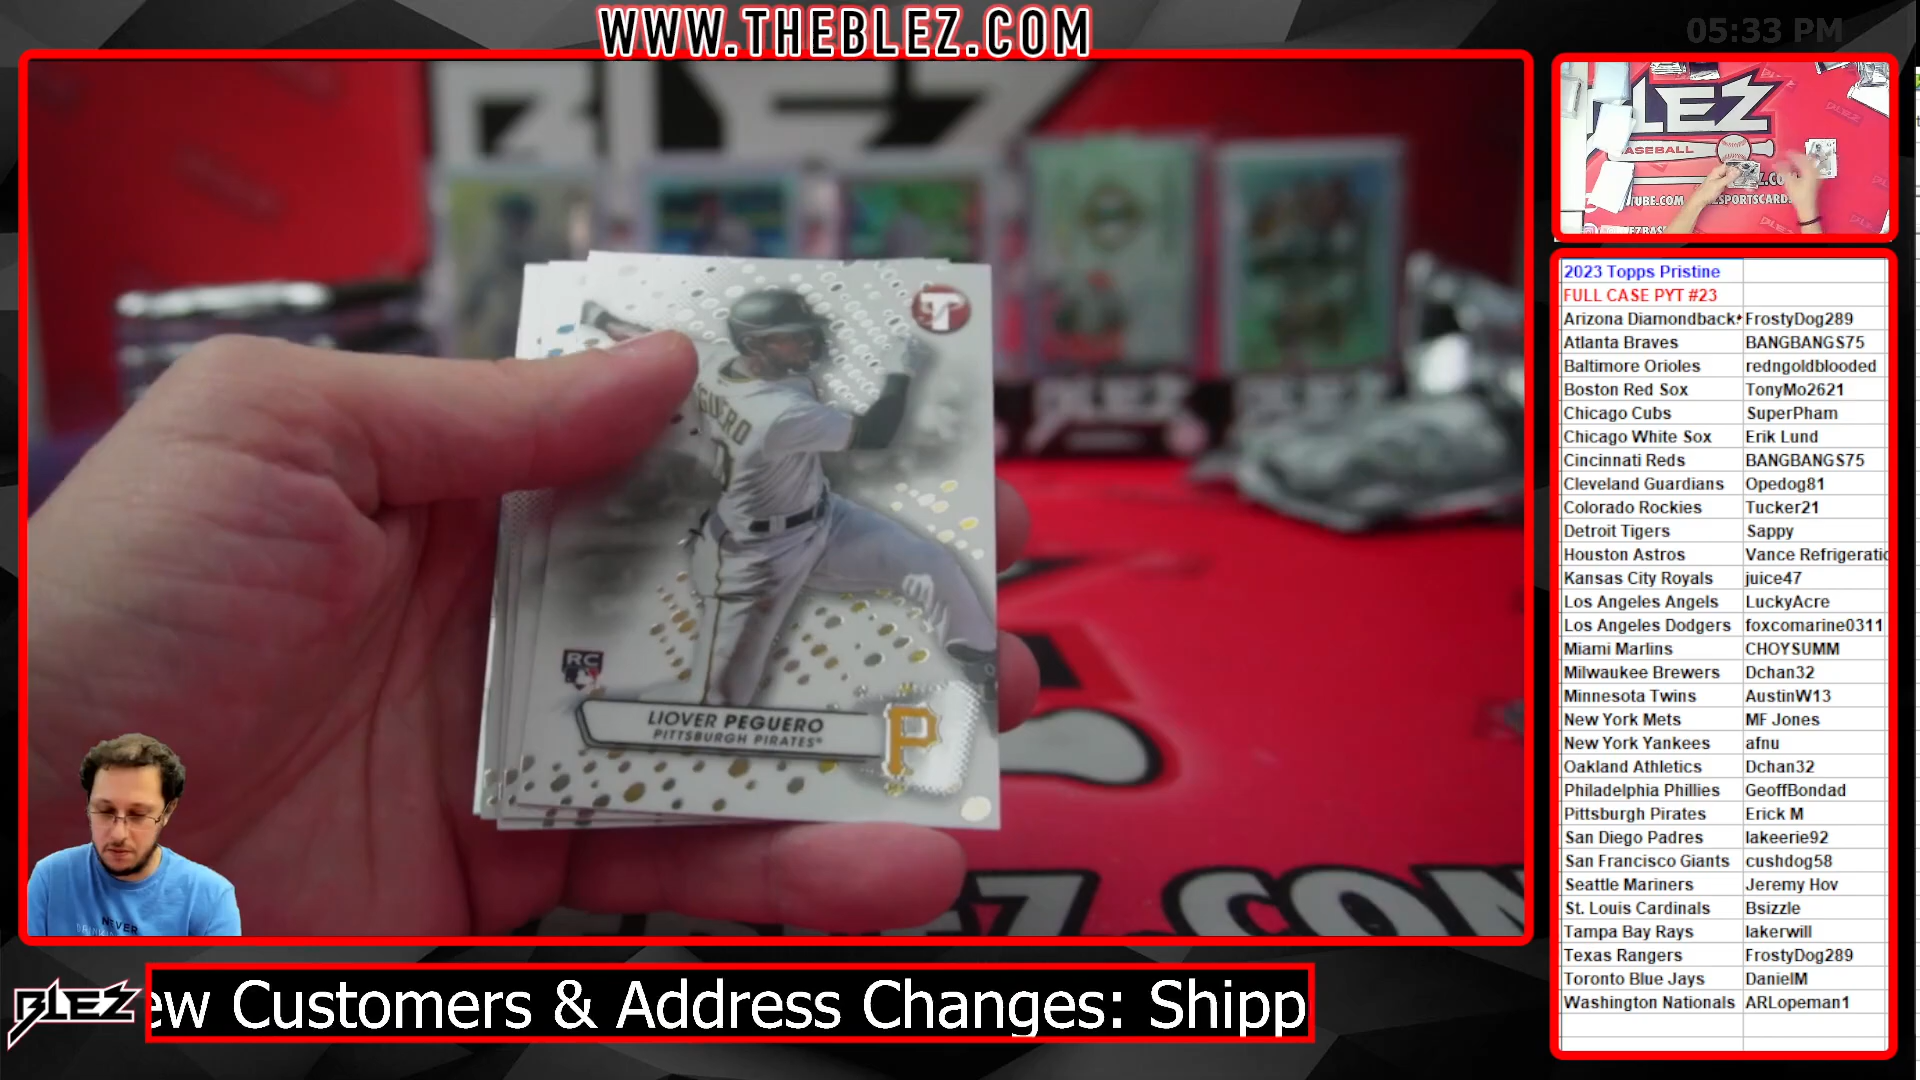 WWW.THEBLEZ.COM
05:33 PM
BLEZ
PEGUERO
RC
LIOVER PEGUERO
PITTSBURGH PIRATES
P
T
NEVER
BLEZ
ew Customers & Address Changes: Shipp
LEZ
ASEBALL
2023 Topps Pristine
FULL CASE PYT #23
Arizona Diamondback FrostyDog289
Atlanta Braves BANGBANGS75
Baltimore Orioles redngoldblooded
Boston Red Sox TonyMo2621
Chicago Cubs SuperPham
Chicago White Sox Erik Lund
Cincinnati Reds BANGBANGS75
Cleveland Guardians Opedog81
Colorado Rockies Tucker21
Detroit Tigers Sappy
Houston Astros Vance Refrigeratic
Kansas City Royals juice47
Los Angeles Angels LuckyAcre
Los Angeles Dodgers foxcomarine0311
Miami Marlins CHOYSUMM
Milwaukee Brewers Dchan32
Minnesota Twins AustinW13
New York Mets MF Jones
New York Yankees afnu
Oakland Athletics Dchan32
Philadelphia Phillies GeoffBondad
Pittsburgh Pirates Erick M
San Diego Padres lakeerie92
San Francisco Giants cushdog58
Seattle Mariners Jeremy Hov
St. Louis Cardinals Bsizzle
Tampa Bay Rays lakerwill
Texas Rangers FrostyDog289
Toronto Blue Jays DanielM
Washington Nationals ARLopeman1